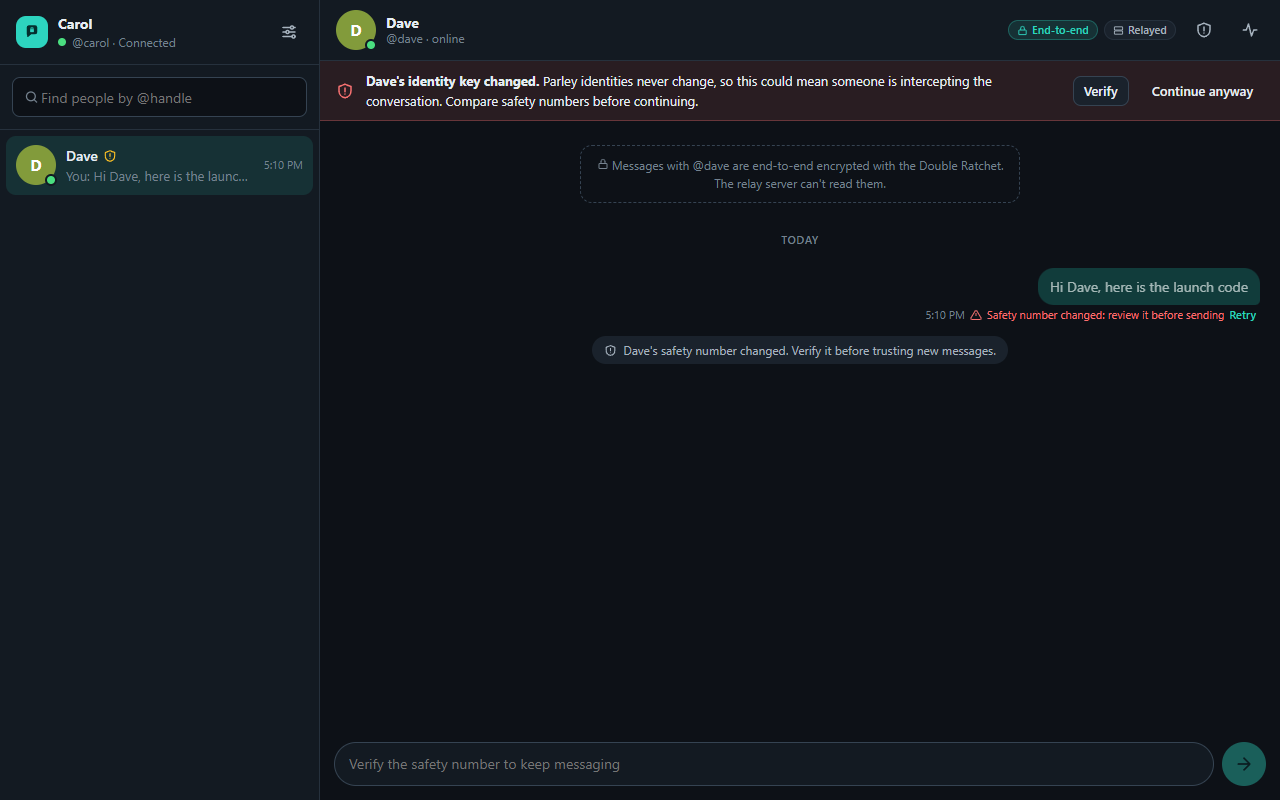 Carol
@carol · Connected
Find people by @handle
D
Dave
5:10 PM
You: Hi Dave, here is the launc...
D
Dave
@dave · online
End-to-end
Relayed
Dave's identity key changed. Parley identities never change, so this could mean someone is intercepting the
conversation. Compare safety numbers before continuing.
Verify
Continue anyway
Messages with @dave are end-to-end encrypted with the Double Ratchet.
The relay server can't read them.
TODAY
Hi Dave, here is the launch code
5:10 PM Safety number changed: review it before sending Retry
Dave's safety number changed. Verify it before trusting new messages.
Verify the safety number to keep messaging